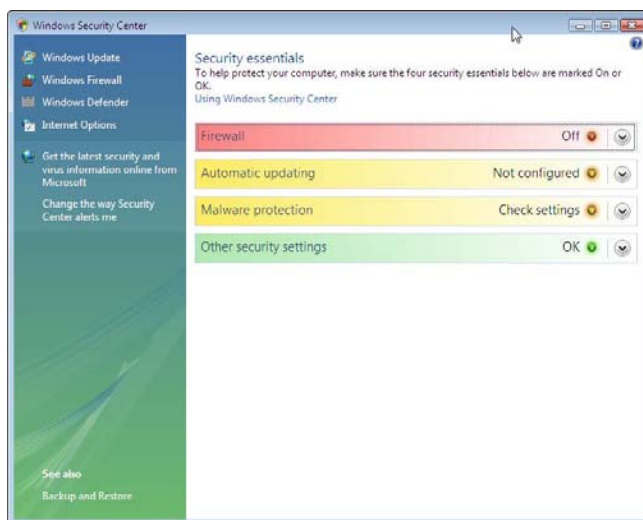 Windows Security Center
Windows Update
Windows Firewall
Windows Defender
Internet Options
Get the latest security and
virus information online from
Microsoft
Change the way Security
Center alerts me
See also
Backup and Restore
Security essentials
To help protect your computer, make sure the four security essentials below are marked On or
OK.
Using Windows Security Center
Firewall Off
Automatic updating Not configured
Malware protection Check settings
Other security settings OK